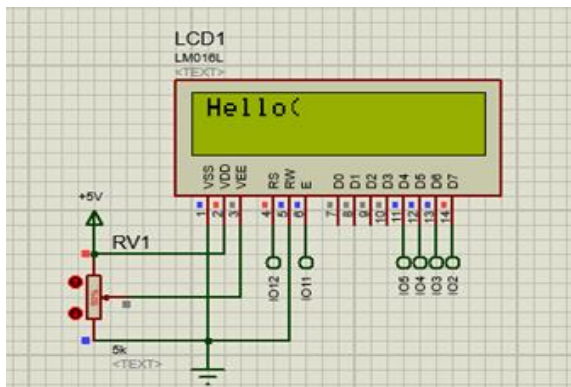 LCD1
LM016L
<TEXT>
Hello(
VSS
VDD
VEE
RS
RW
E
D0
D1
D2
D3
D4
D5
D6
D7
1
2
3
4
5
6
7
8
9
10
11
12
13
14
+5V
RV1
5k
<TEXT>
IO12
IO11
IO5
IO4
IO3
IO2